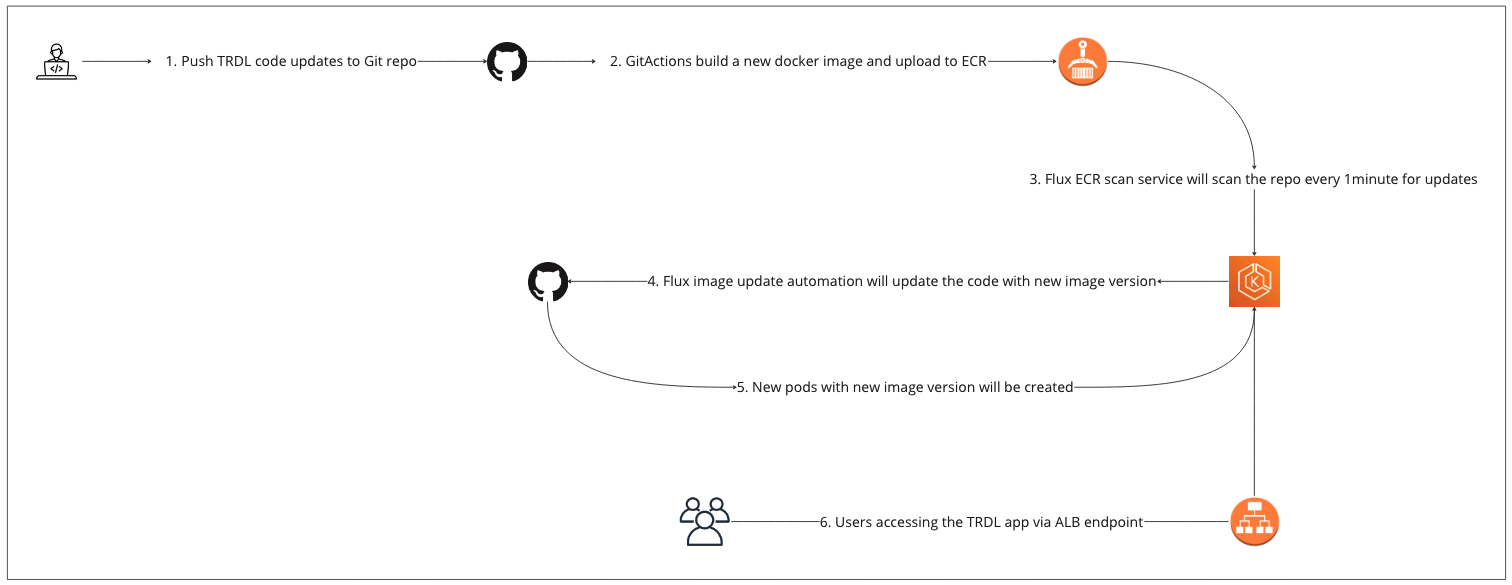 1. Push TRDL code updates to Git repo
2. GitActions build a new docker image and upload to ECR
3. Flux ECR scan service will scan the repo every 1minute for updates
4. Flux image update automation will update the code with new image version
K
5. New pods with new image version will be created
6. Users accessing the TRDL app via ALB endpoint